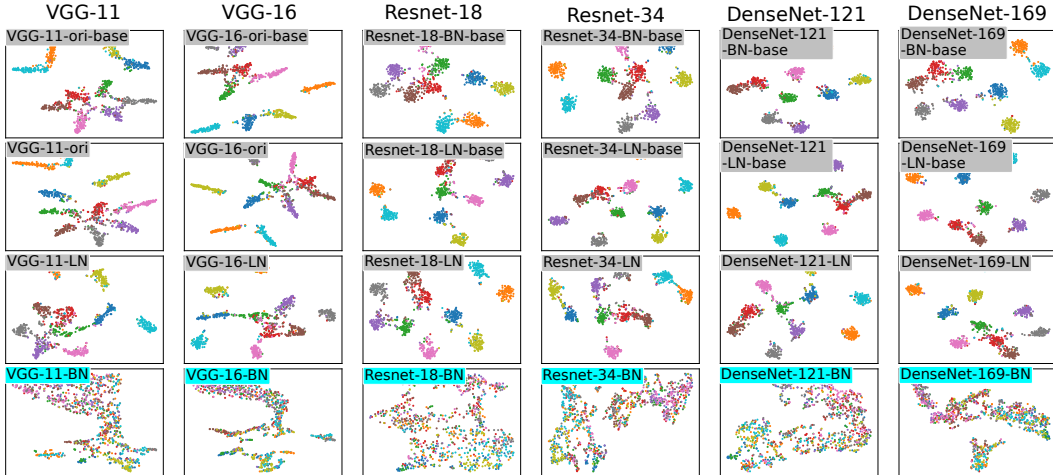 VGG-11
VGG-16
Resnet-18
Resnet-34
DenseNet-121
DenseNet-169
VGG-11-ori-base
VGG-16-ori-base
Resnet-18-BN-base
Resnet-34-BN-base
DenseNet-121
-BN-base
DenseNet-169
-BN-base
VGG-11-ori
VGG-16-ori
Resnet-18-LN-base
Resnet-34-LN-base
DenseNet-121
-LN-base
DenseNet-169
-LN-base
VGG-11-LN
VGG-16-LN
Resnet-18-LN
Resnet-34-LN
DenseNet-121-LN
DenseNet-169-LN
VGG-11-BN
VGG-16-BN
Resnet-18-BN
Resnet-34-BN
DenseNet-121-BN
DenseNet-169-BN